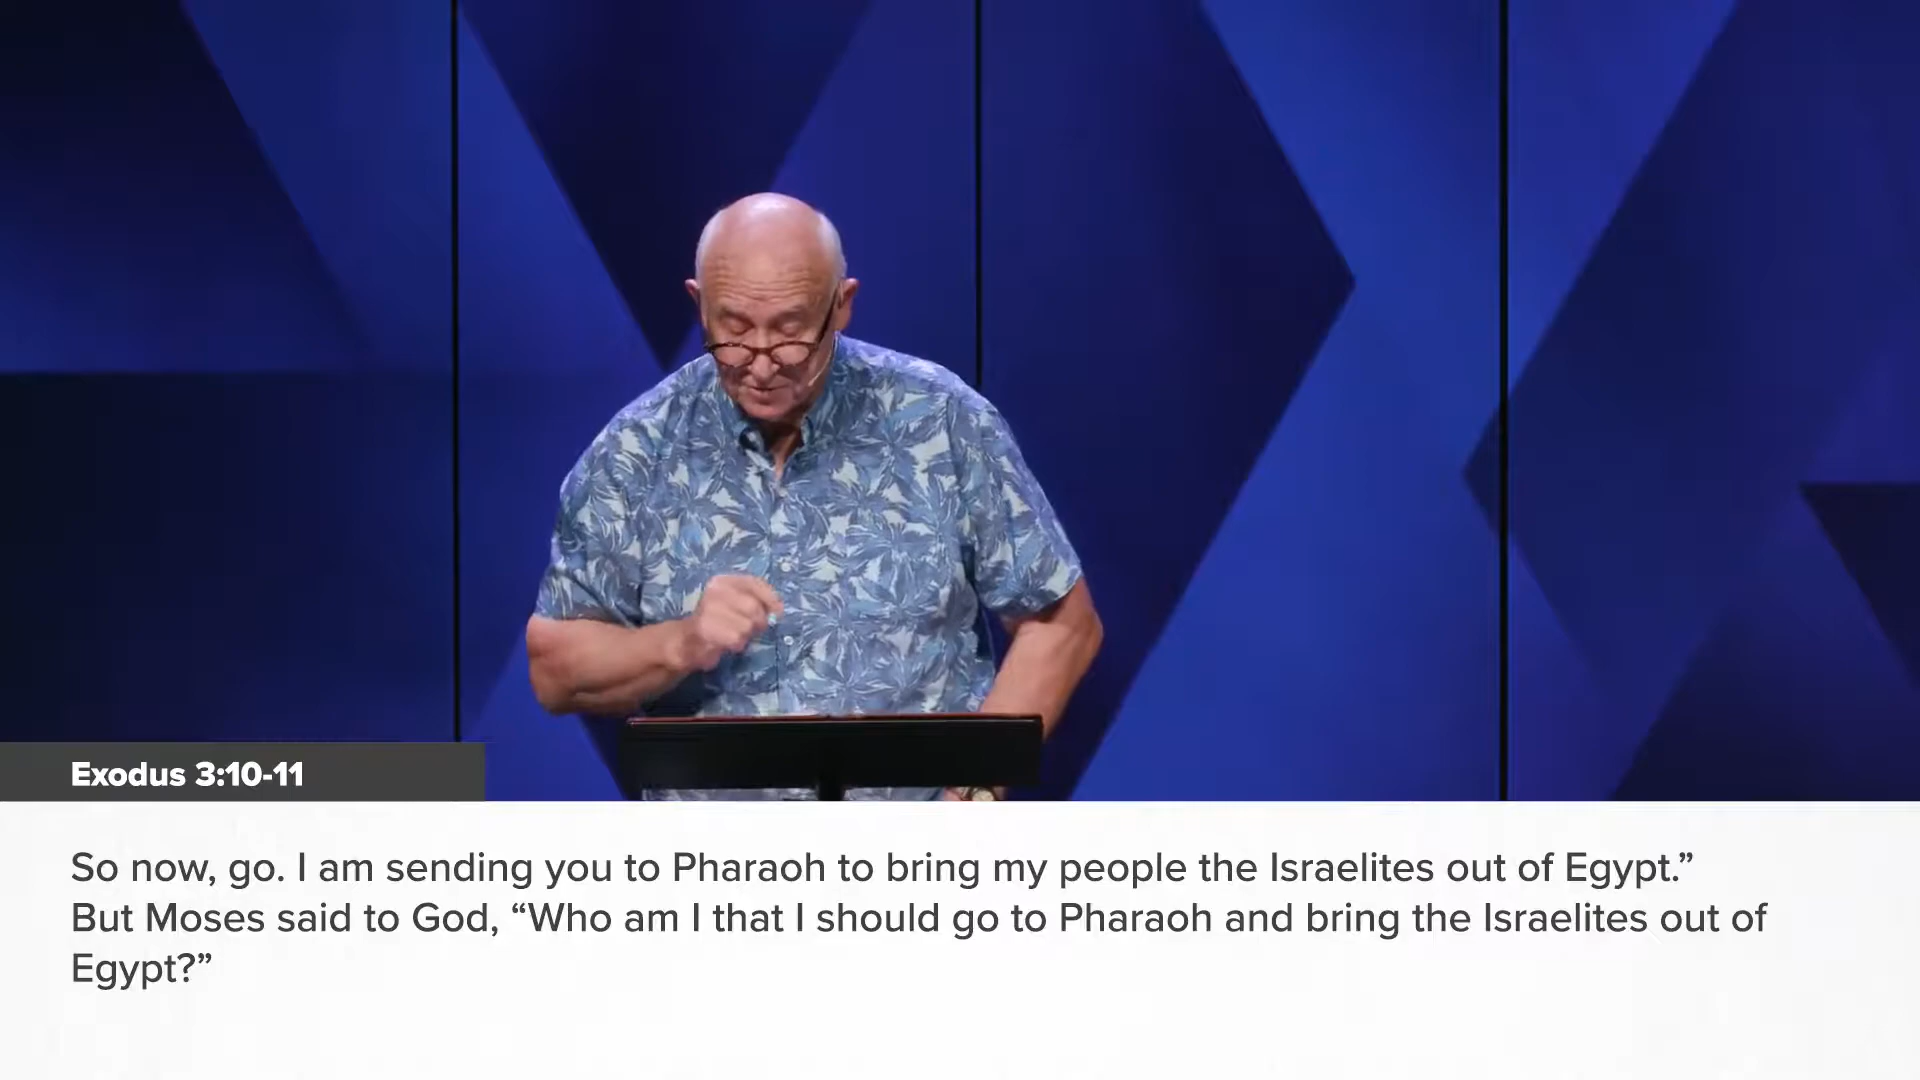 Exodus 3:10-11
So now, go. I am sending you to Pharaoh to bring my people the Israelites out of Egypt.”
But Moses said to God, “Who am I that I should go to Pharaoh and bring the Israelites out of
Egypt?”